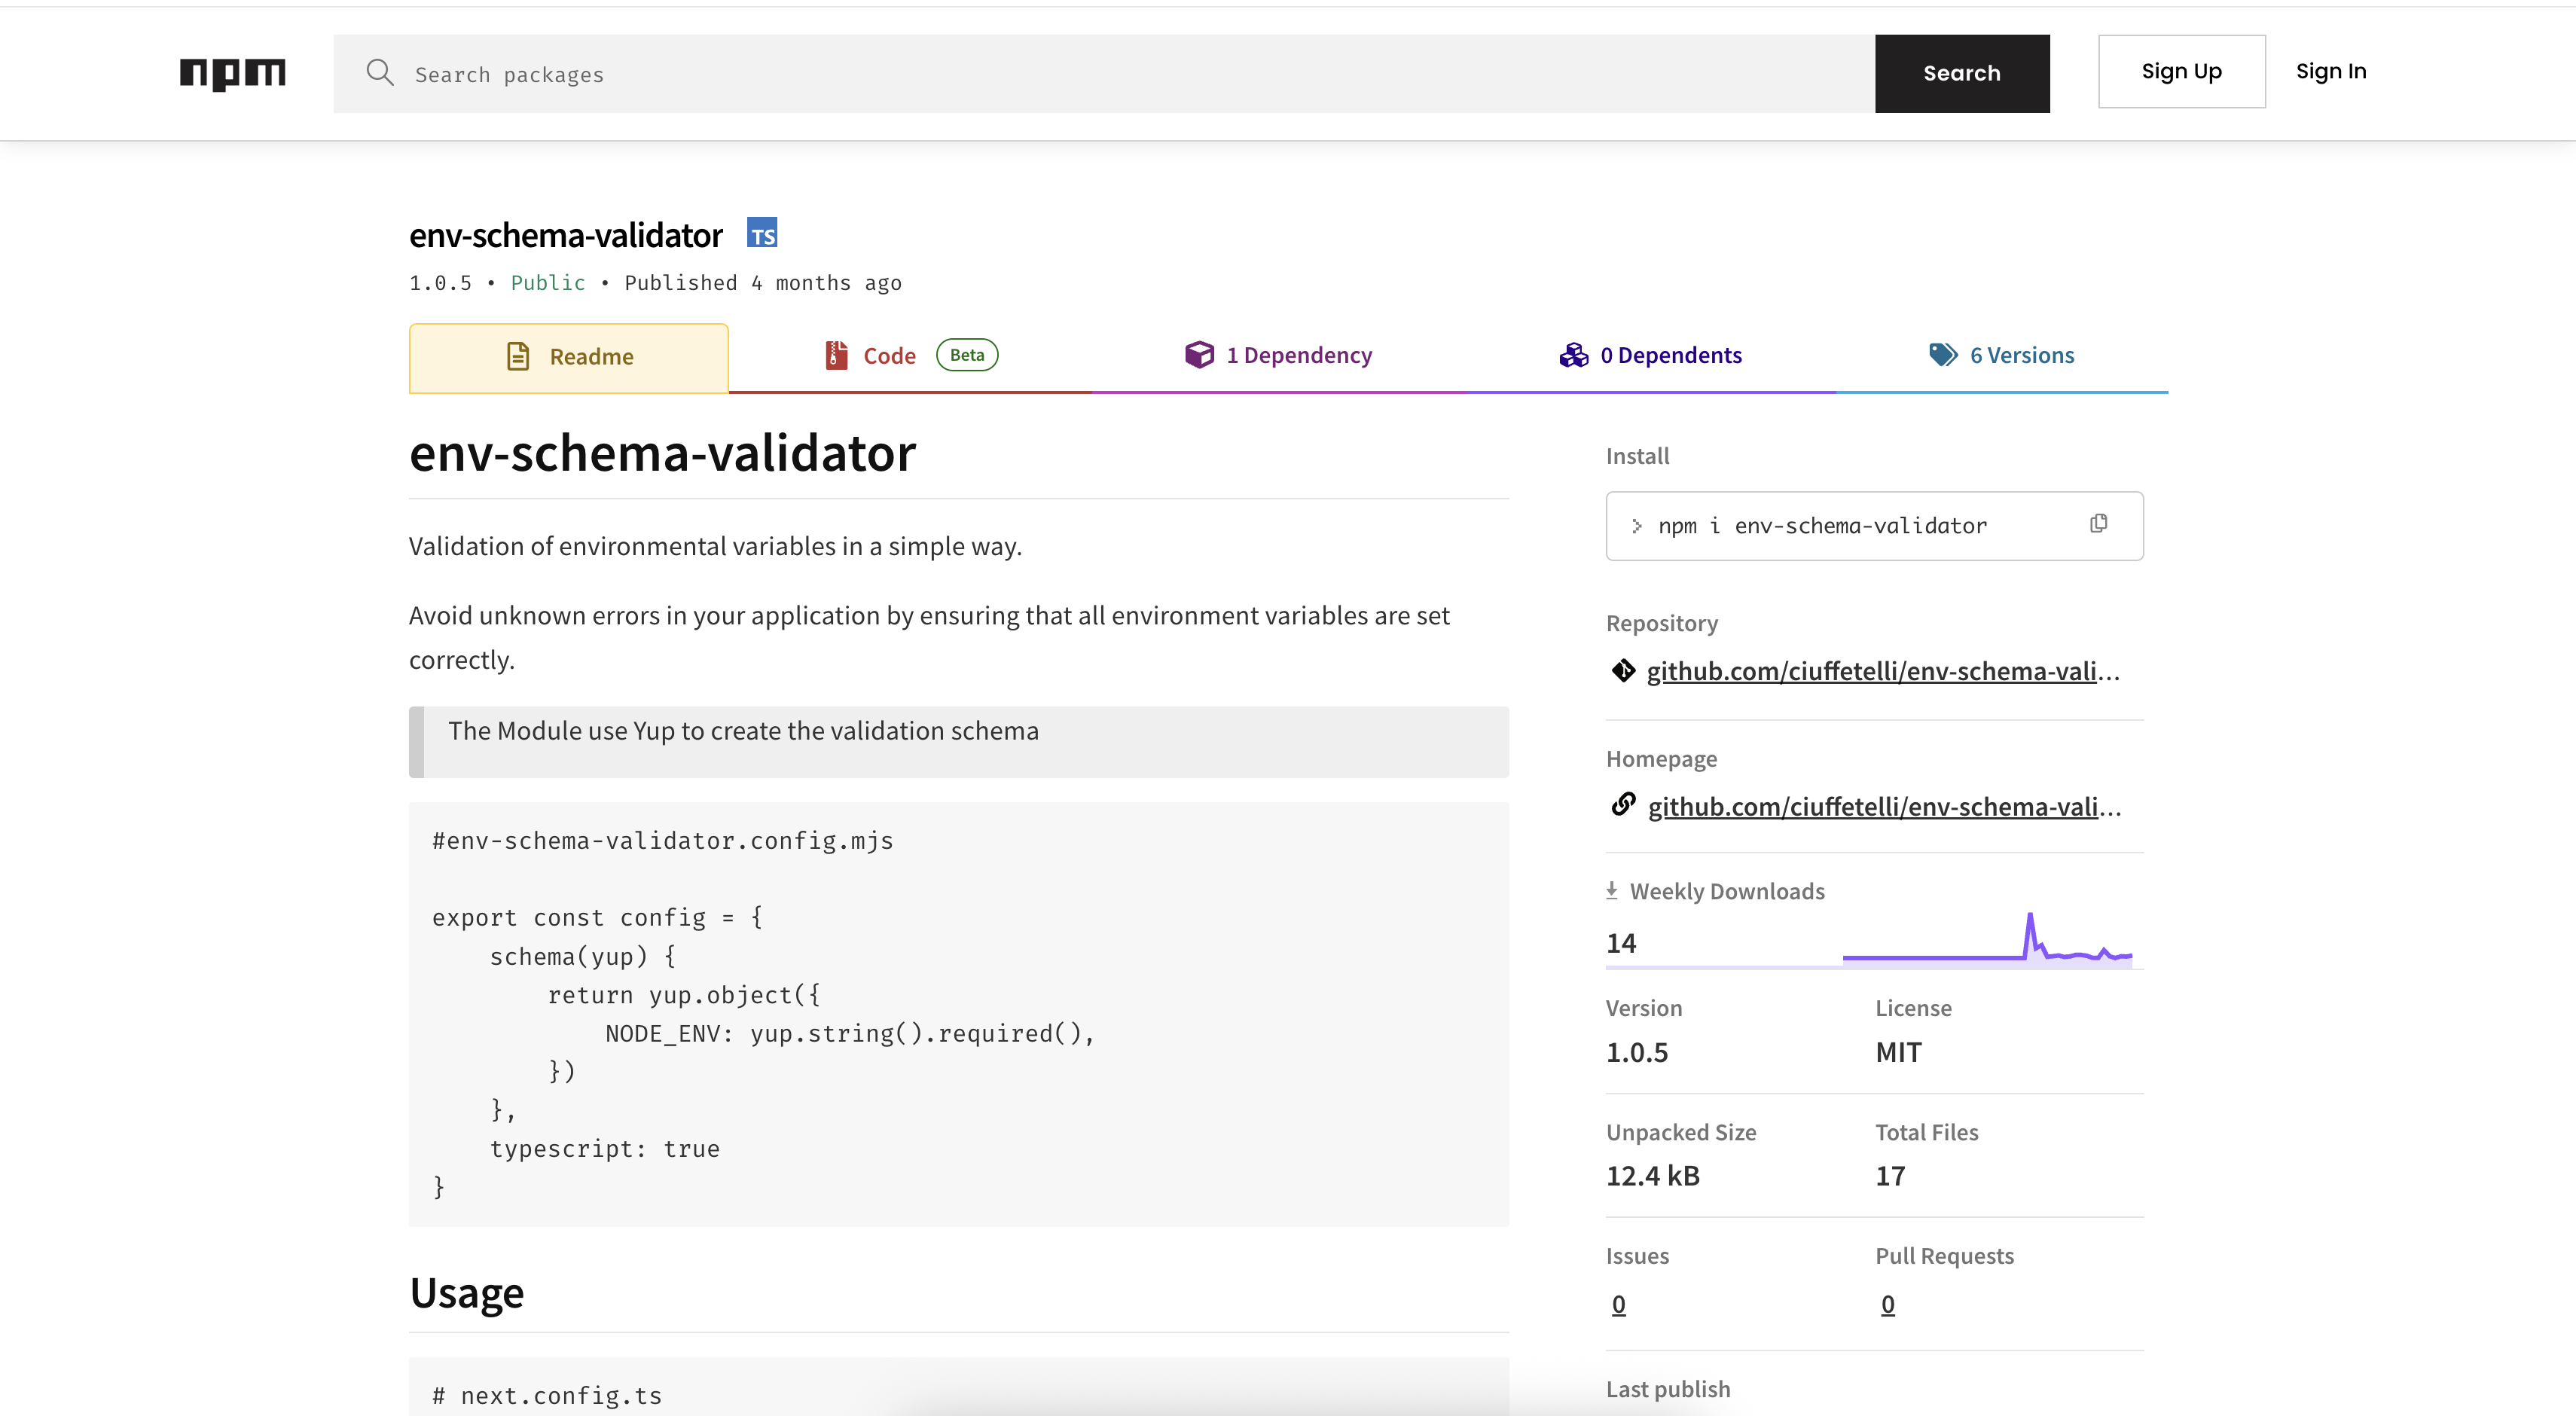 npm
Search packages
Search
Sign Up
Sign In
env-schema-validator TS
1.0.5 • Public • Published 4 months ago
Readme
Code Beta
1 Dependency
0 Dependents
6 Versions
env-schema-validator
Validation of environmental variables in a simple way.
Avoid unknown errors in your application by ensuring that all environment variables are set
correctly.
The Module use Yup to create the validation schema
#env-schema-validator.config.mjs
export const config = {
    schema(yup) {
        return yup.object({
            NODE_ENV: yup.string().required(),
        })
    },
    typescript: true
}
Usage
# next.config.ts
Install
> npm i env-schema-validator
Repository
github.com/ciuffetelli/env-schema-vali...
Homepage
github.com/ciuffetelli/env-schema-vali...
Weekly Downloads
14
Version
License
1.0.5
MIT
Unpacked Size
Total Files
12.4 kB
17
Issues
Pull Requests
0
0
Last publish